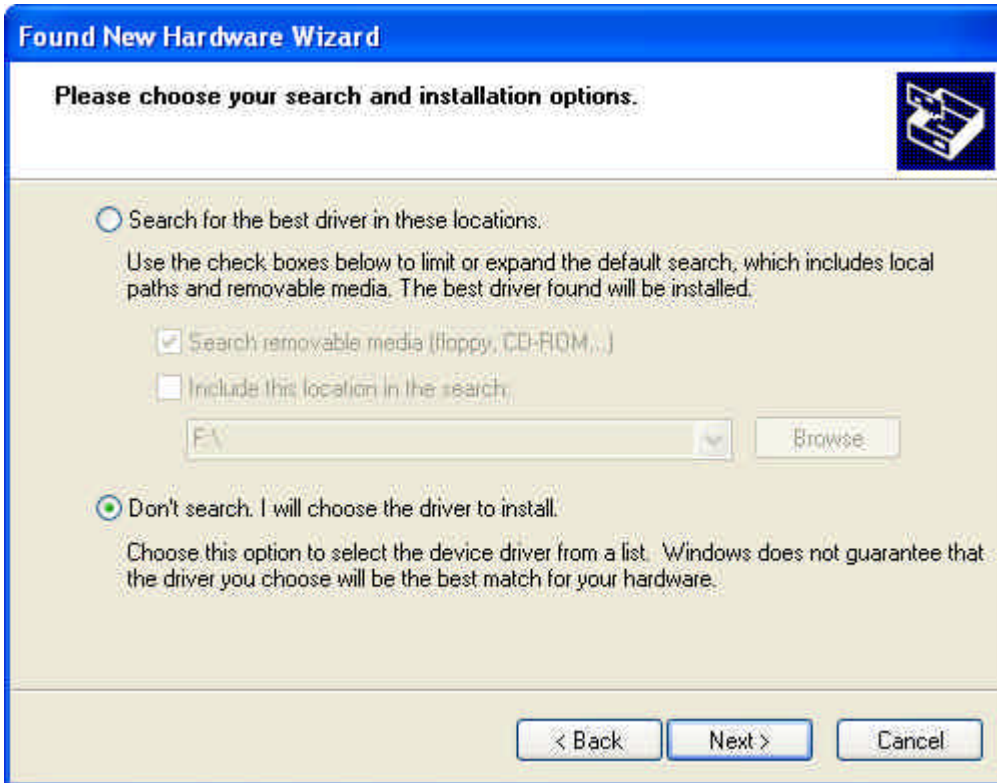 Found New Hardware Wizard
Please choose your search and installation options.
Search for the best driver in these locations.
Use the check boxes below to limit or expand the default search, which includes local
paths and removable media. The best driver found will be installed.
Search removable media (floppy, CD-ROM...)
Include this location in the search:
F:\
Browse
Don't search. I will choose the driver to install.
Choose this option to select the device driver from a list. Windows does not guarantee that
the driver you choose will be the best match for your hardware.
< Back
Next >
Cancel